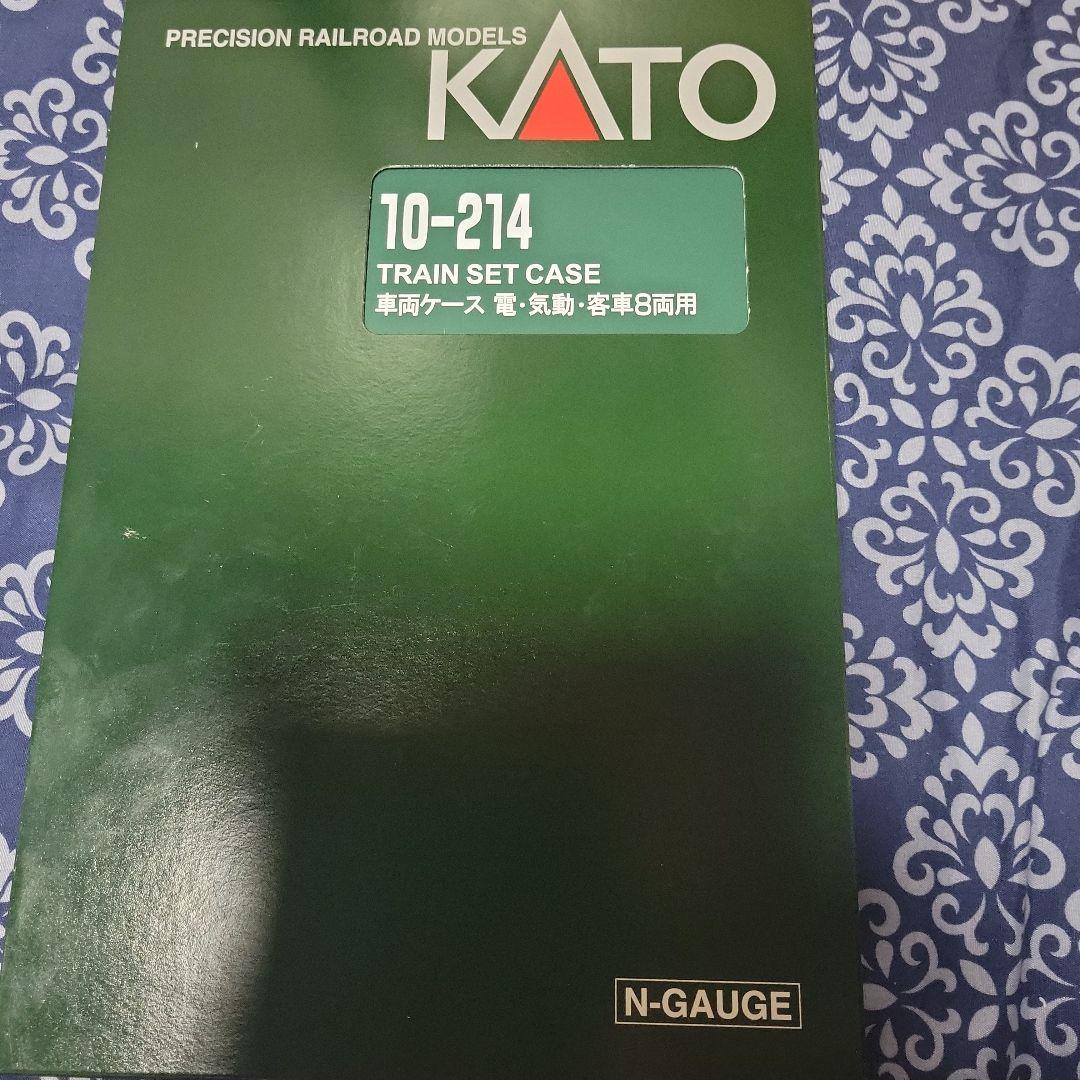 PRECISION RAILROAD MODELS
KATO
10-214
TRAIN SET CASE
車両ケース 電・気動・客車8両用
N-GAUGE